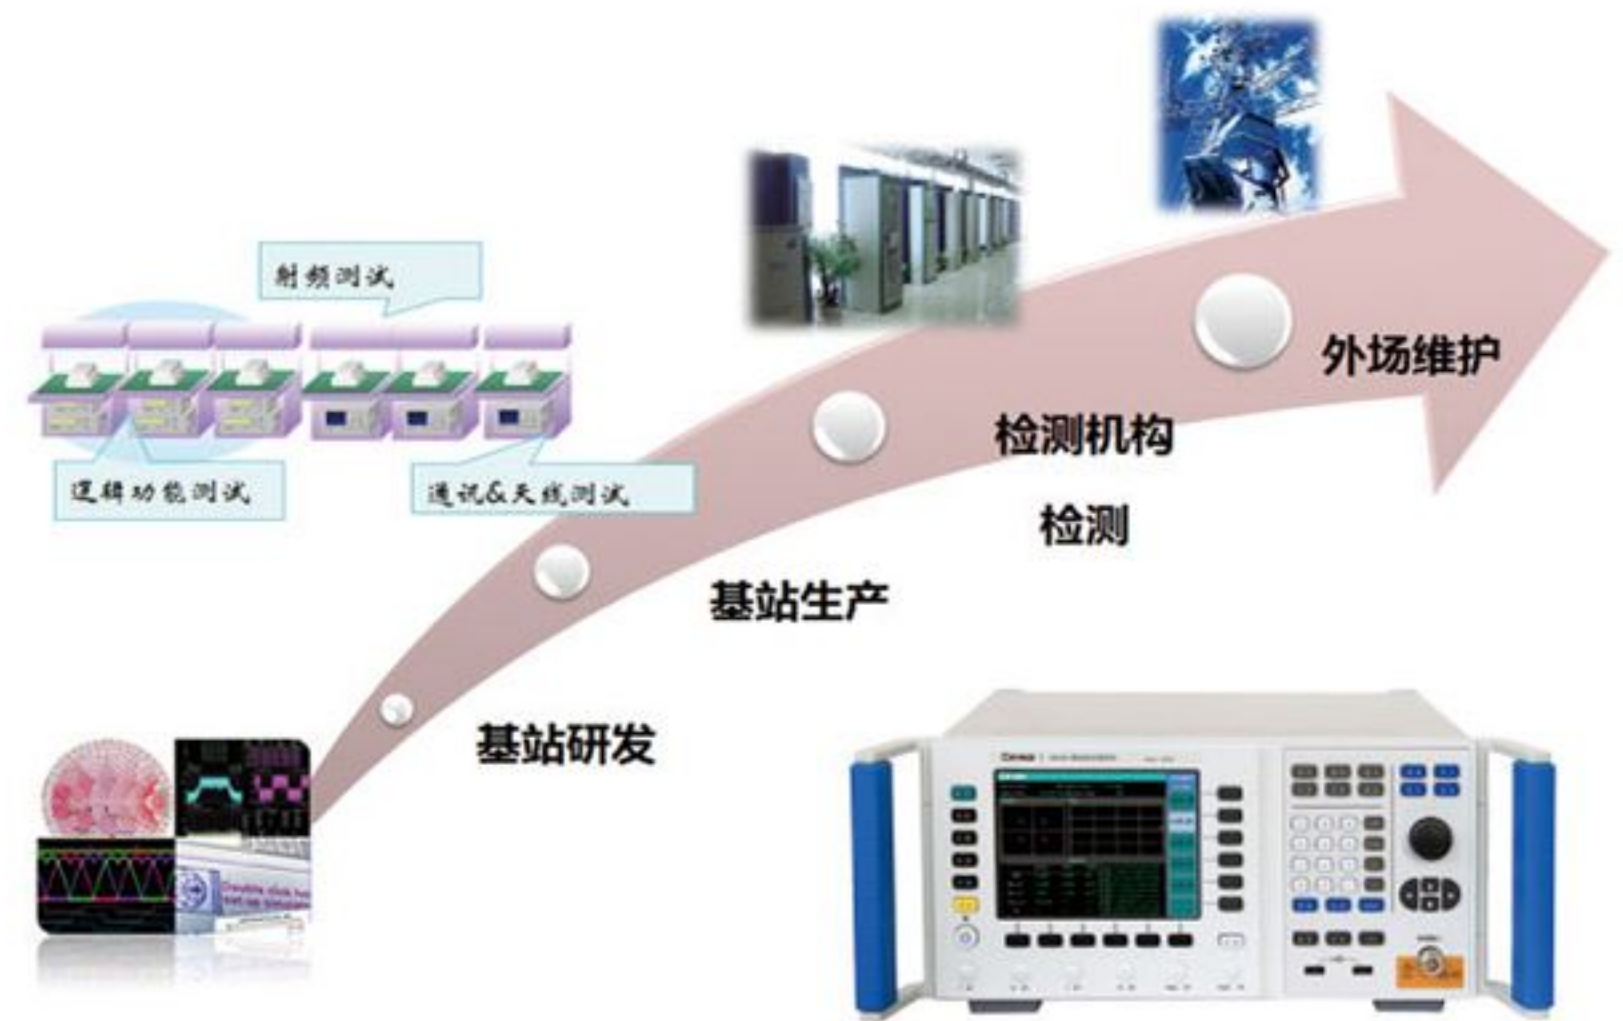 射频测试
逻辑功能测试
通讯&天线测试
外场维护
检测机构
检测
基站生产
基站研发